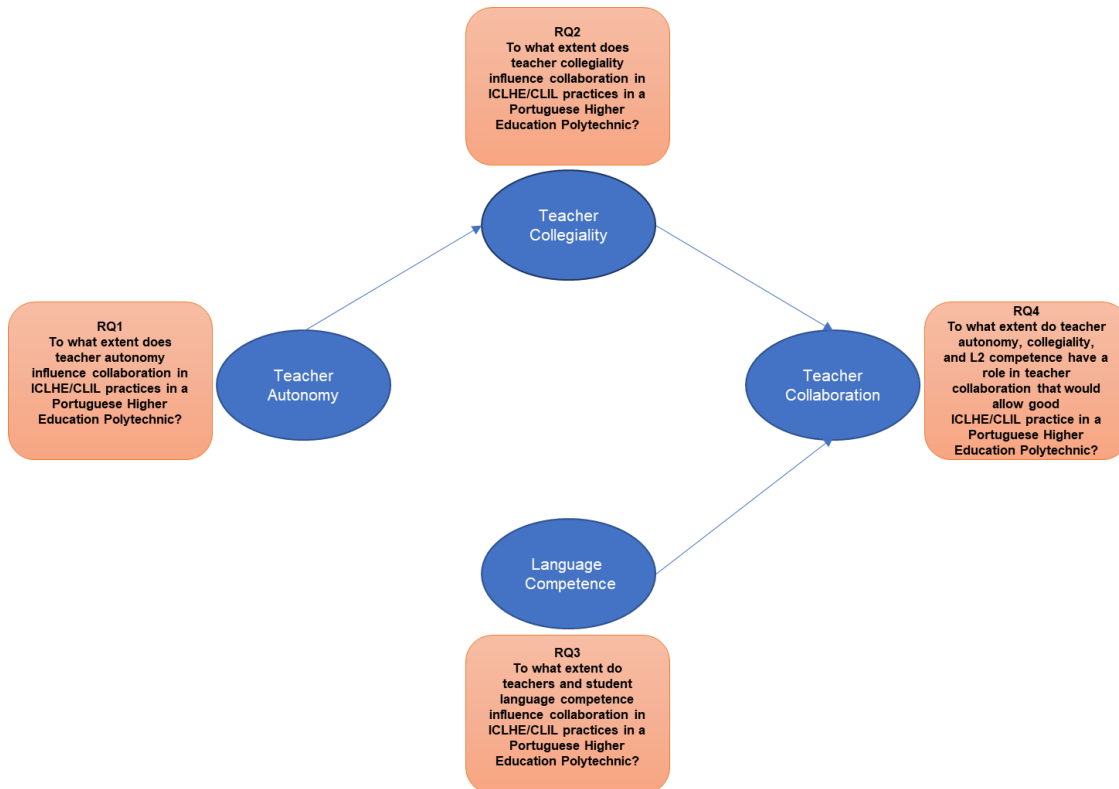 RQ2
To what extent does
teacher collegiality
influence collaboration in
ICLHE/CLIL practices in a
Portuguese Higher
Education Polytechnic?
Teacher
Collegiality
RQ1
To what extent does
teacher autonomy
influence collaboration in
ICLHE/CLIL practices in a
Portuguese Higher
Education Polytechnic?
Teacher
Autonomy
Teacher
Collaboration
RQ4
To what extent do teacher
autonomy, collegiality,
and L2 competence have a
role in teacher
collaboration that would
allow good
ICLHE/CLIL practice in a
Portuguese Higher
Education Polytechnic?
Language
Competence
RQ3
To what extent do
teachers and student
language competence
influence collaboration in
ICLHE/CLIL practices in a
Portuguese Higher
Education Polytechnic?